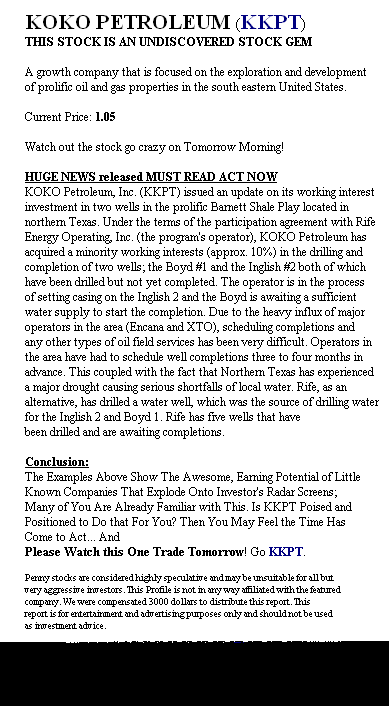 KOKO PETROLEUM (KKPT)
THIS STOCK IS AN UNDISCOVERED STOCK GEM
A growth company that is focused on the exploration and development
of prolific oil and gas properties in the south eastern United States.
Current Price: 1.05
Watch out the stock go crazy on Tomorrow Morning!
HUGE NEWS released MUST READ ACT NOW
KOKO Petroleum, Inc. (KKPT) issued an update on its working interest
investment in two wells in the prolific Barnett Shale Play located in
northern Texas. Under the terms of the participation agreement with Rife
Energy Operating, Inc. (the program's operator), KOKO Petroleum has
acquired a minority working interests (approx. 10%) in the drilling and
completion of two wells; the Boyd #1 and the Inglish #2 both of which
have been drilled but not yet completed. The operator is in the process
of setting casing on the Inglish 2 and the Boyd is awaiting a sufficient
water supply to start the completion. Due to the heavy influx of major
operators in the area (Encana and XTO), scheduling completions and
any other types of oil field services has been very difficult. Operators in
the area have had to schedule well completions three to four months in
advance. This coupled with the fact that Northern Texas has experienced
a major drought causing serious shortfalls of local water. Rife, as an
alternative, has drilled a water well, which was the source of drilling water
for the Inglish 2 and Boyd 1. Rife has five wells that have
been drilled and are awaiting completions.
Conclusion:
The Examples Above Show The Awesome, Earning Potential of Little
Known Companies That Explode Onto Investor's Radar Screens;
Many of You Are Already Familiar with This. Is KKPT Poised and
Positioned to Do that For You? Then You May Feel the Time Has
Come to Act... And
Please Watch this One Trade Tomorrow! Go KKPT.
Penny stocks are considered highly speculative and may be unsuitable for all but
very aggressive investors. This Profile is not in any way affiliated with the featured
company. We were compensated 3000 dollars to distribute this report. This
report is for entertainment and advertising purposes only and should not be used
as investment advice.